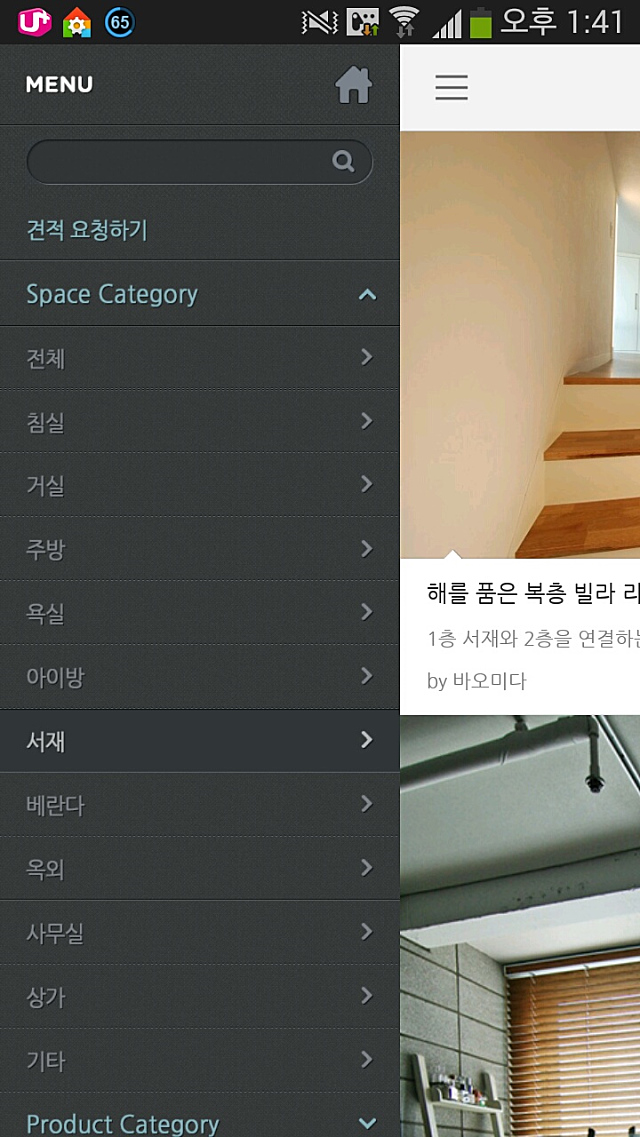 U+
65
오후 1:41
MENU
견적 요청하기
Space Category
전체
침실
거실
주방
욕실
아이방
서재
베란다
옥외
사무실
상가
기타
Product Category
해를 품은 복층 빌라 리
1층 서재와 2층을 연결하는
by 바오미다